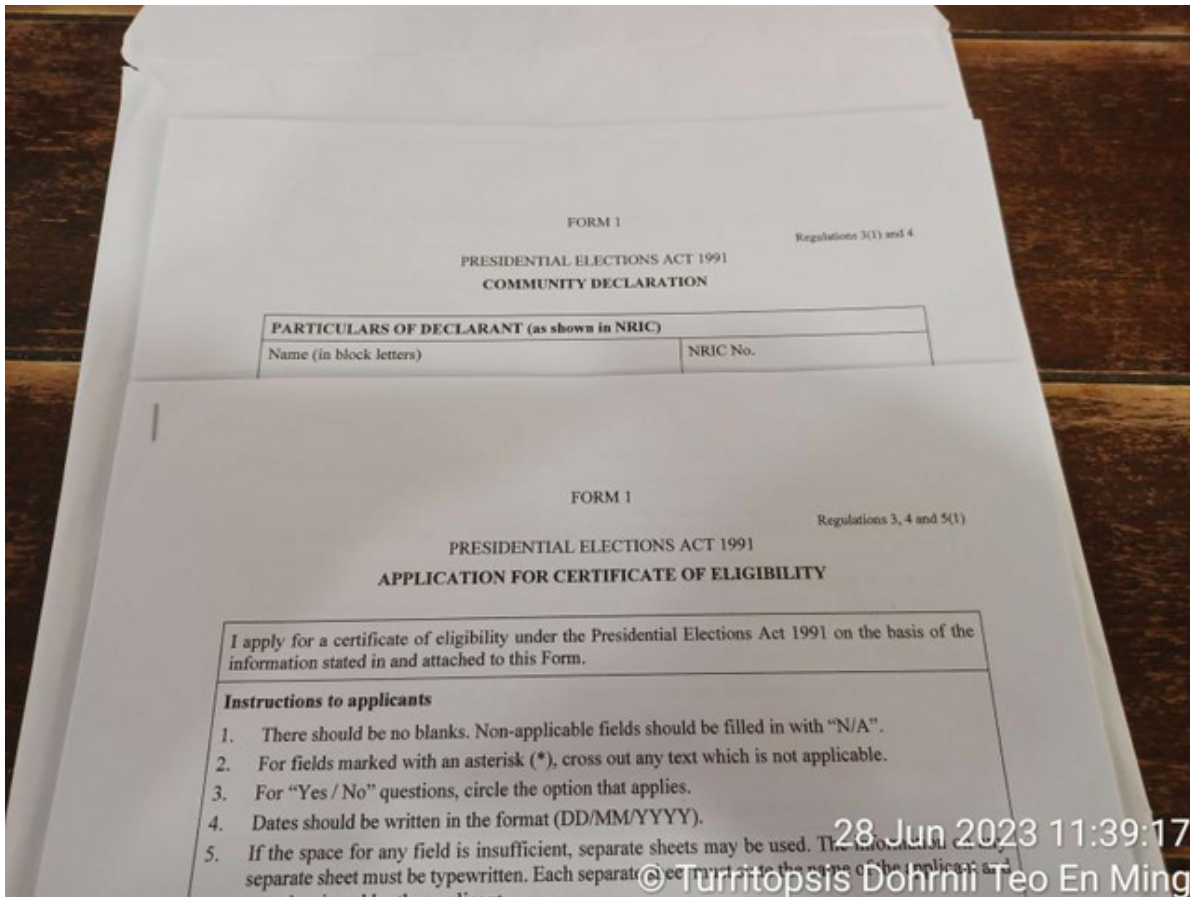 FORM 1
Regulations 3(1) and 4
PRESIDENTIAL ELECTIONS ACT 1991
COMMUNITY DECLARATION
PARTICULARS OF DECLARANT (as shown in NRIC)
Name (in block letters)
NRIC No.
FORM 1
Regulations 3, 4 and 5(1)
PRESIDENTIAL ELECTIONS ACT 1991
APPLICATION FOR CERTIFICATE OF ELIGIBILITY
I apply for a certificate of eligibility under the Presidential Elections Act 1991 on the basis of the
information stated in and attached to this Form.
Instructions to applicants
1. There should be no blanks. Non-applicable fields should be filled in with “N/A”.
2. For fields marked with an asterisk (*), cross out any text which is not applicable.
3. For “Yes / No” questions, circle the option that applies.
4. Dates should be written in the format (DD/MM/YYYY).
5. If the space for any field is insufficient, separate sheets may be used. The
separate sheet must be typewritten. Each separate the name of the applicant and
28 Jun 2023 11:39:17
© Turritopsis Dohrnii Teo En Ming